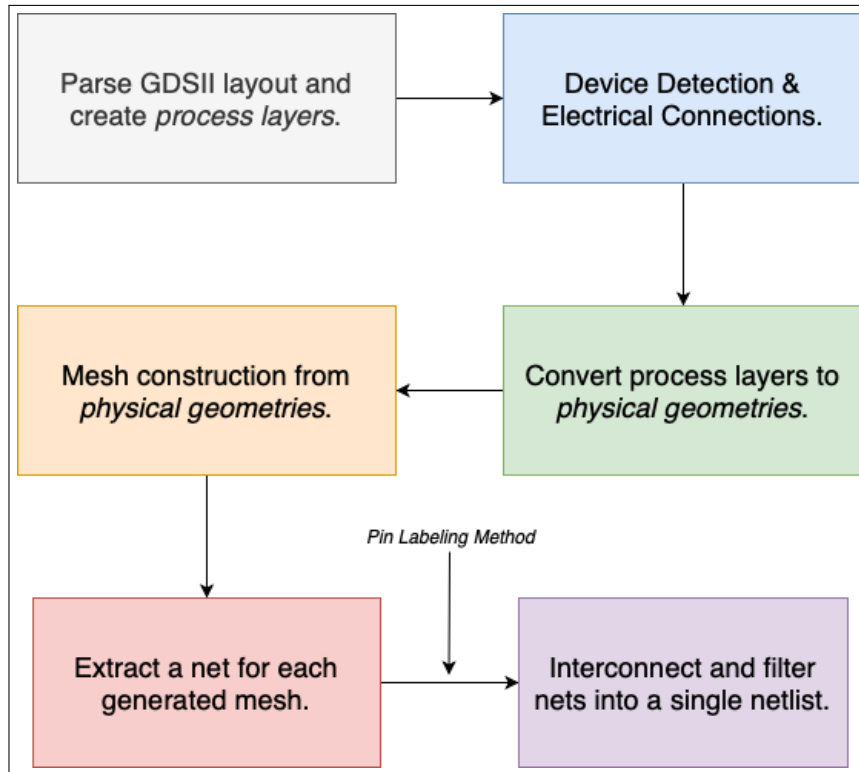 Parse GDSII layout and
create process layers.
Device Detection &
Electrical Connections.
Convert process layers to
physical geometries.
Mesh construction from
physical geometries.
Extract a net for each
generated mesh.
Pin Labeling Method
Interconnect and filter
nets into a single netlist.